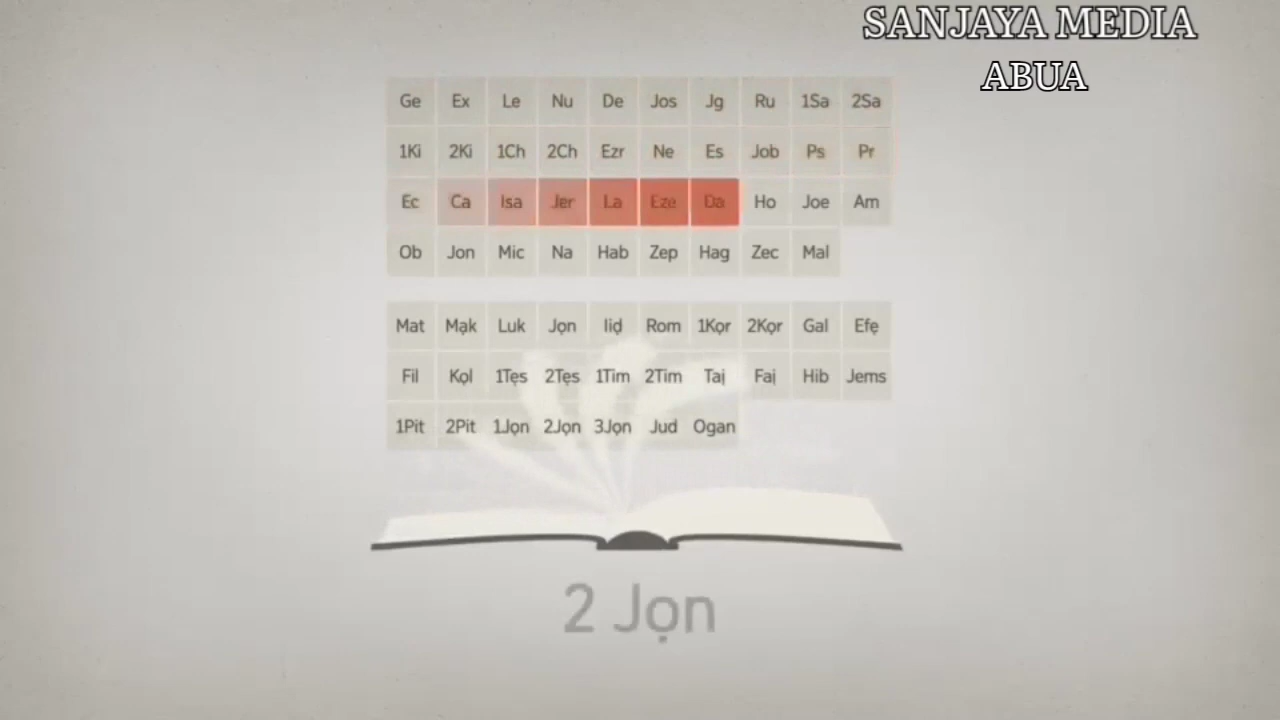 SANJAYA MEDIA
ABUA
Ge Ex Le Nu De Jos Jg Ru 1Sa 2Sa
1Ki 2Ki 1Ch 2Ch Ezr Ne Es Job Ps Pr
Ec Ca Isa Jer La Eze Da Ho Joe Am
Ob Jon Mic Na Hab Zep Hag Zec Mal
Mat Mạk Luk Jọn Iiḍ Rom 1Kọr 2Kọr Gal Efẹ
Fil Kọl 1Tẹs 2Tẹs 1Tim 2Tim Taị Faị Hib Jems
1Pit 2Pit 1Jọn 2Jọn 3Jọn Jud Ogan
2 Jọn